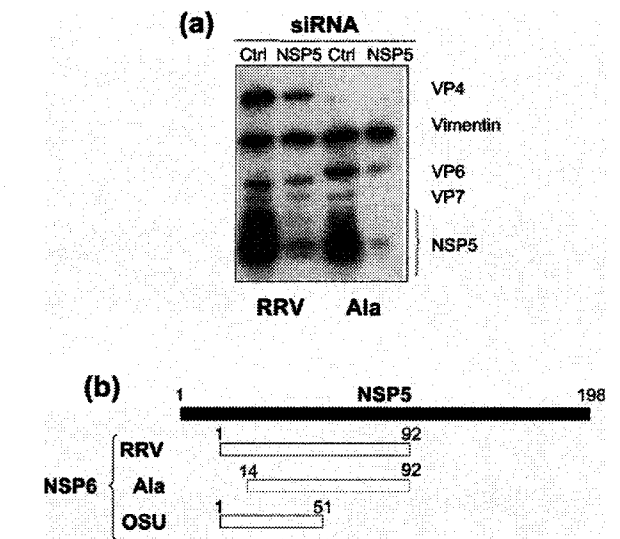 (a)
siRNA
Ctrl NSP5 Ctrl NSP5
VP4
Vimentin
VP6
VP7
NSP5
RRV Ala
(b)
1 NSP5 198
NSP6
1 92
RRV
14 92
Ala
1 51
OSU